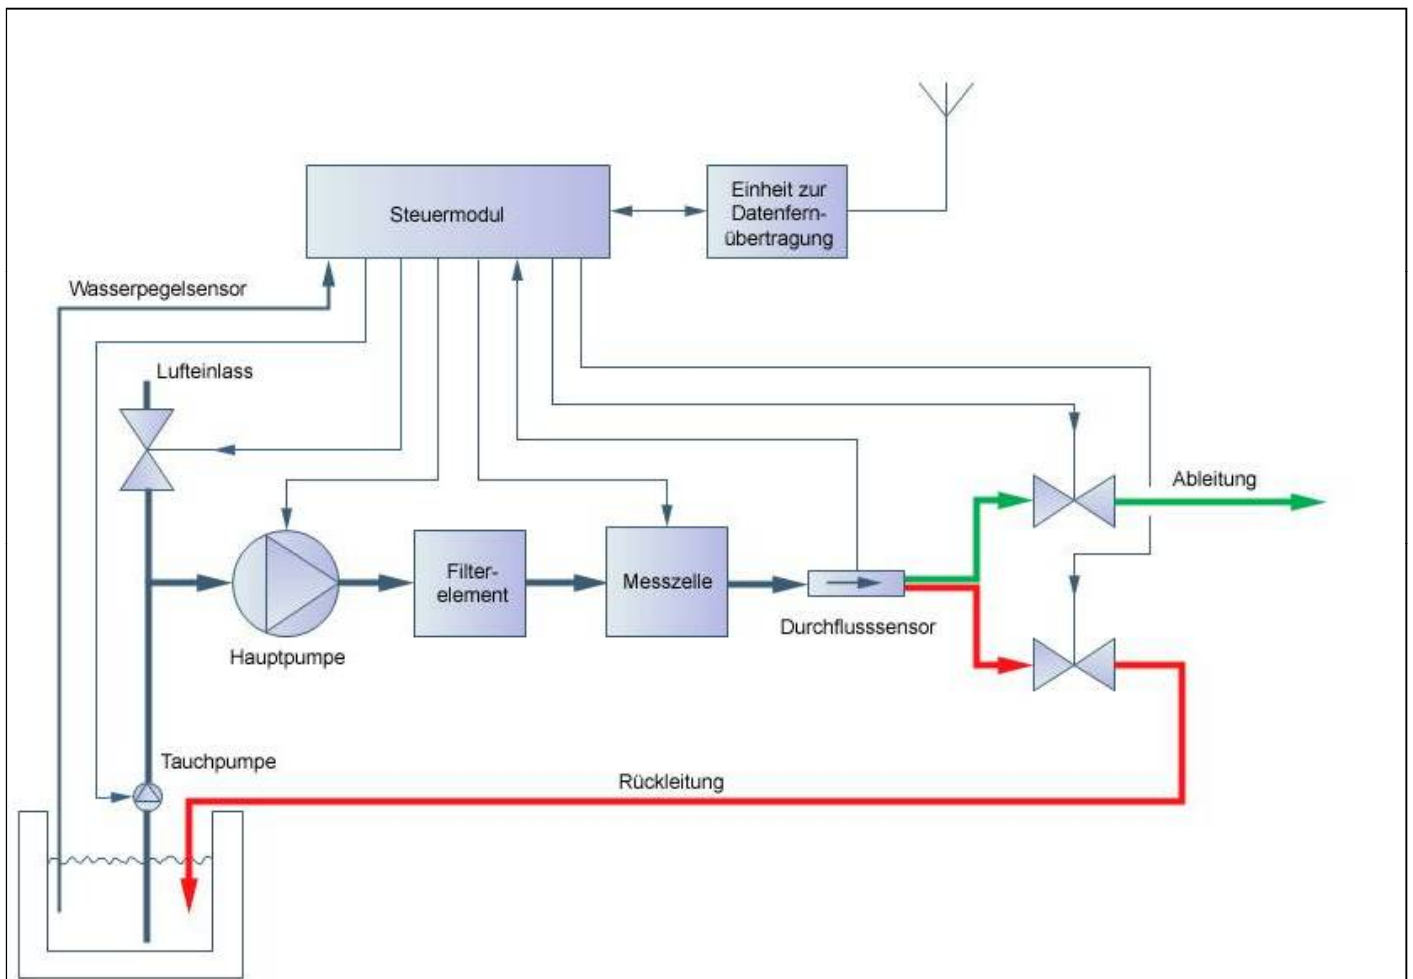 Einheit zur
Datenfern-
übertragung
Steuermodul
Wasserpegelsensor
Lufteinlass
Ableitung
Filter-
element
Messzelle
Durchflusssensor
Hauptpumpe
Tauchpumpe
Rückleitung